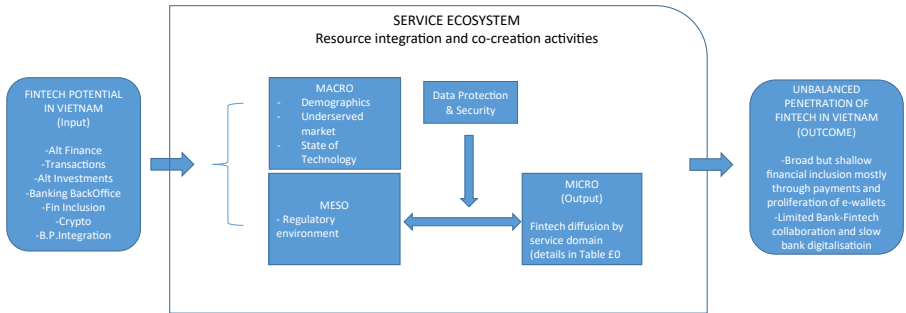 SERVICE ECOSYSTEM
Resource integration and co-creation activities
FINTECH POTENTIAL
IN VIETNAM
(Input)
-Alt Finance
-Transactions
-Alt Investments
-Banking BackOffice
-Fin Inclusion
-Crypto
-B.P.Integration
MACRO
- Demographics
- Underserved
market
- State of
Technology
Data Protection
& Security
MESO
- Regulatory
environment
MICRO
(Output)
Fintech diffusion by
service domain
(details in Table £0
UNBALANCED
PENETRATION OF
FINTECH IN VIETNAM
(OUTCOME)
-Broad but shallow
financial inclusion mostly
through payments and
proliferation of e-wallets
-Limited Bank-Fintech
collaboration and slow
bank digitalisatioin